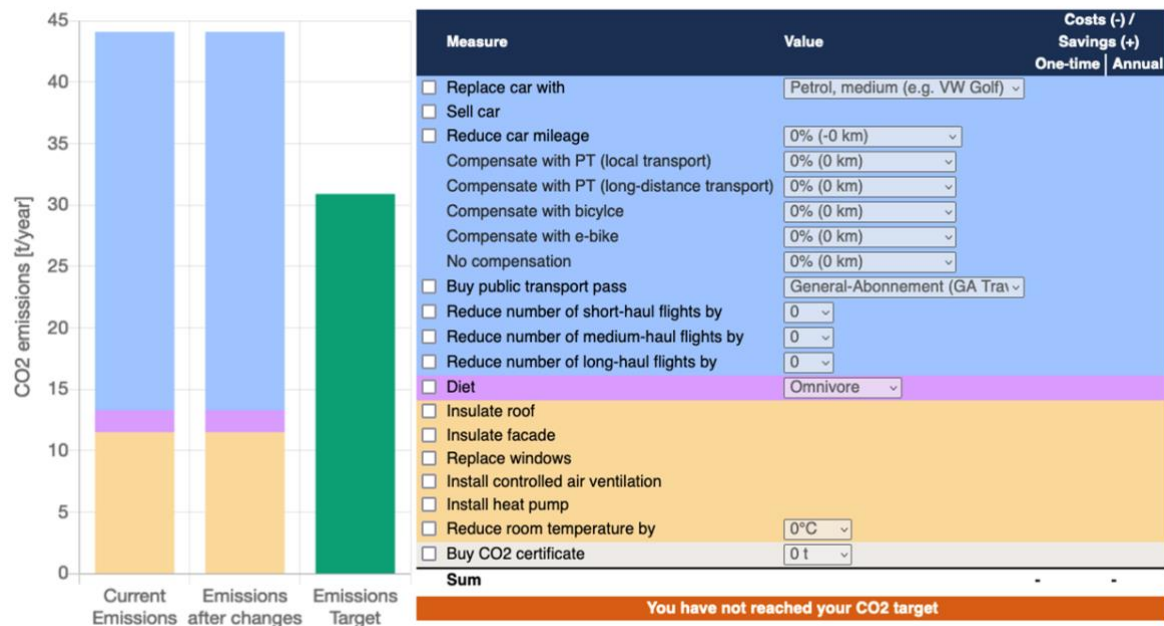 45
40
35
30
25
20
15
10
5
0
CO2 emissions [t/year]
Current Emissions
Emissions after changes
Emissions Target
Measure Value Costs (-) / Savings (+)
One-time | Annual
Replace car with Petrol, medium (e.g. VW Golf)
Sell car
Reduce car mileage 0% (-0 km)
Compensate with PT (local transport) 0% (0 km)
Compensate with PT (long-distance transport) 0% (0 km)
Compensate with bicylce 0% (0 km)
Compensate with e-bike 0% (0 km)
No compensation 0% (0 km)
Buy public transport pass General-Abonnement (GA Trav
Reduce number of short-haul flights by 0
Reduce number of medium-haul flights by 0
Reduce number of long-haul flights by 0
Diet Omnivore
Insulate roof
Insulate facade
Replace windows
Install controlled air ventilation
Install heat pump
Reduce room temperature by 0°C
Buy CO2 certificate 0 t
Sum - -
You have not reached your CO2 target